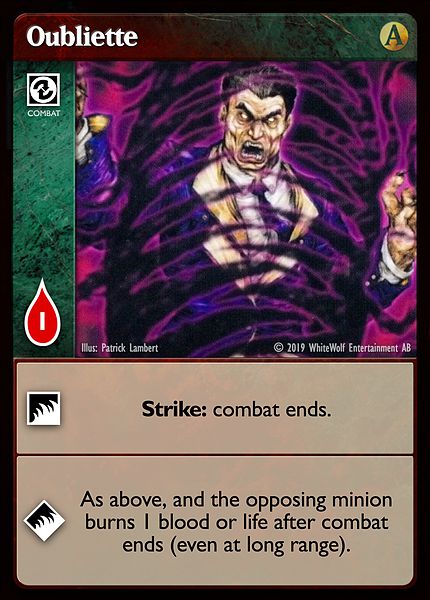 Oubliette
A
COMBAT
1
Illus: Patrick Lambert
© 2019 WhiteWolf Entertainment AB
Strike: combat ends.
As above, and the opposing minion
burns 1 blood or life after combat
ends (even at long range).